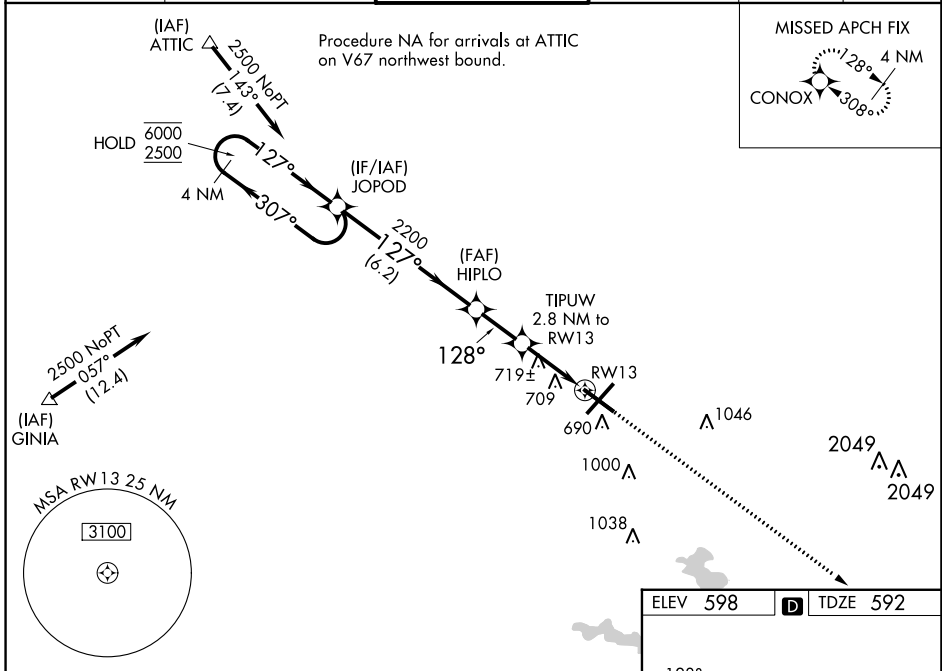 (IAF)
ATTIC
2500 NoPT
143°
(7.4)
Procedure NA for arrivals at ATTIC
on V67 northwest bound.
MISSED APCH FIX
128°
4 NM
CONOX
308°
HOLD
6000
2500
4 NM
127°
307°
(IF/IAF)
JOPOD
2200
127°
(6.2)
(FAF)
HIPLO
128°
TIPUW
2.8 NM to
RW13
719±
709
RW13
690
1046
1000
1038
2049
2049
2500 NoPT
057°
(12.4)
(IAF)
GINIA
MSA RW13 25 NM
3100
ELEV 598
D
TDZE 592